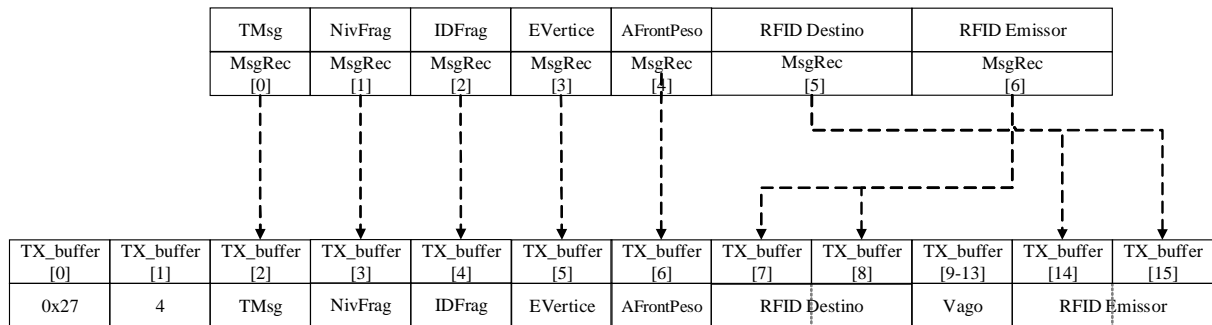 TMsg NivFrag IDFrag EVertice AFrontPeso RFID Destino RFID Emissor
MsgRec MsgRec MsgRec MsgRec MsgRec MsgRec MsgRec
[0] [1] [2] [3] [4] [5] [6]
TX_buffer TX_buffer TX_buffer TX_buffer TX_buffer TX_buffer TX_buffer TX_buffer TX_buffer TX_buffer TX_buffer TX_buffer
[0] [1] [2] [3] [4] [5] [6] [7] [8] [9-13] [14] [15]
0x27 4 TMsg NivFrag IDFrag EVertice AFrontPeso RFID Destino Vago RFID Emissor